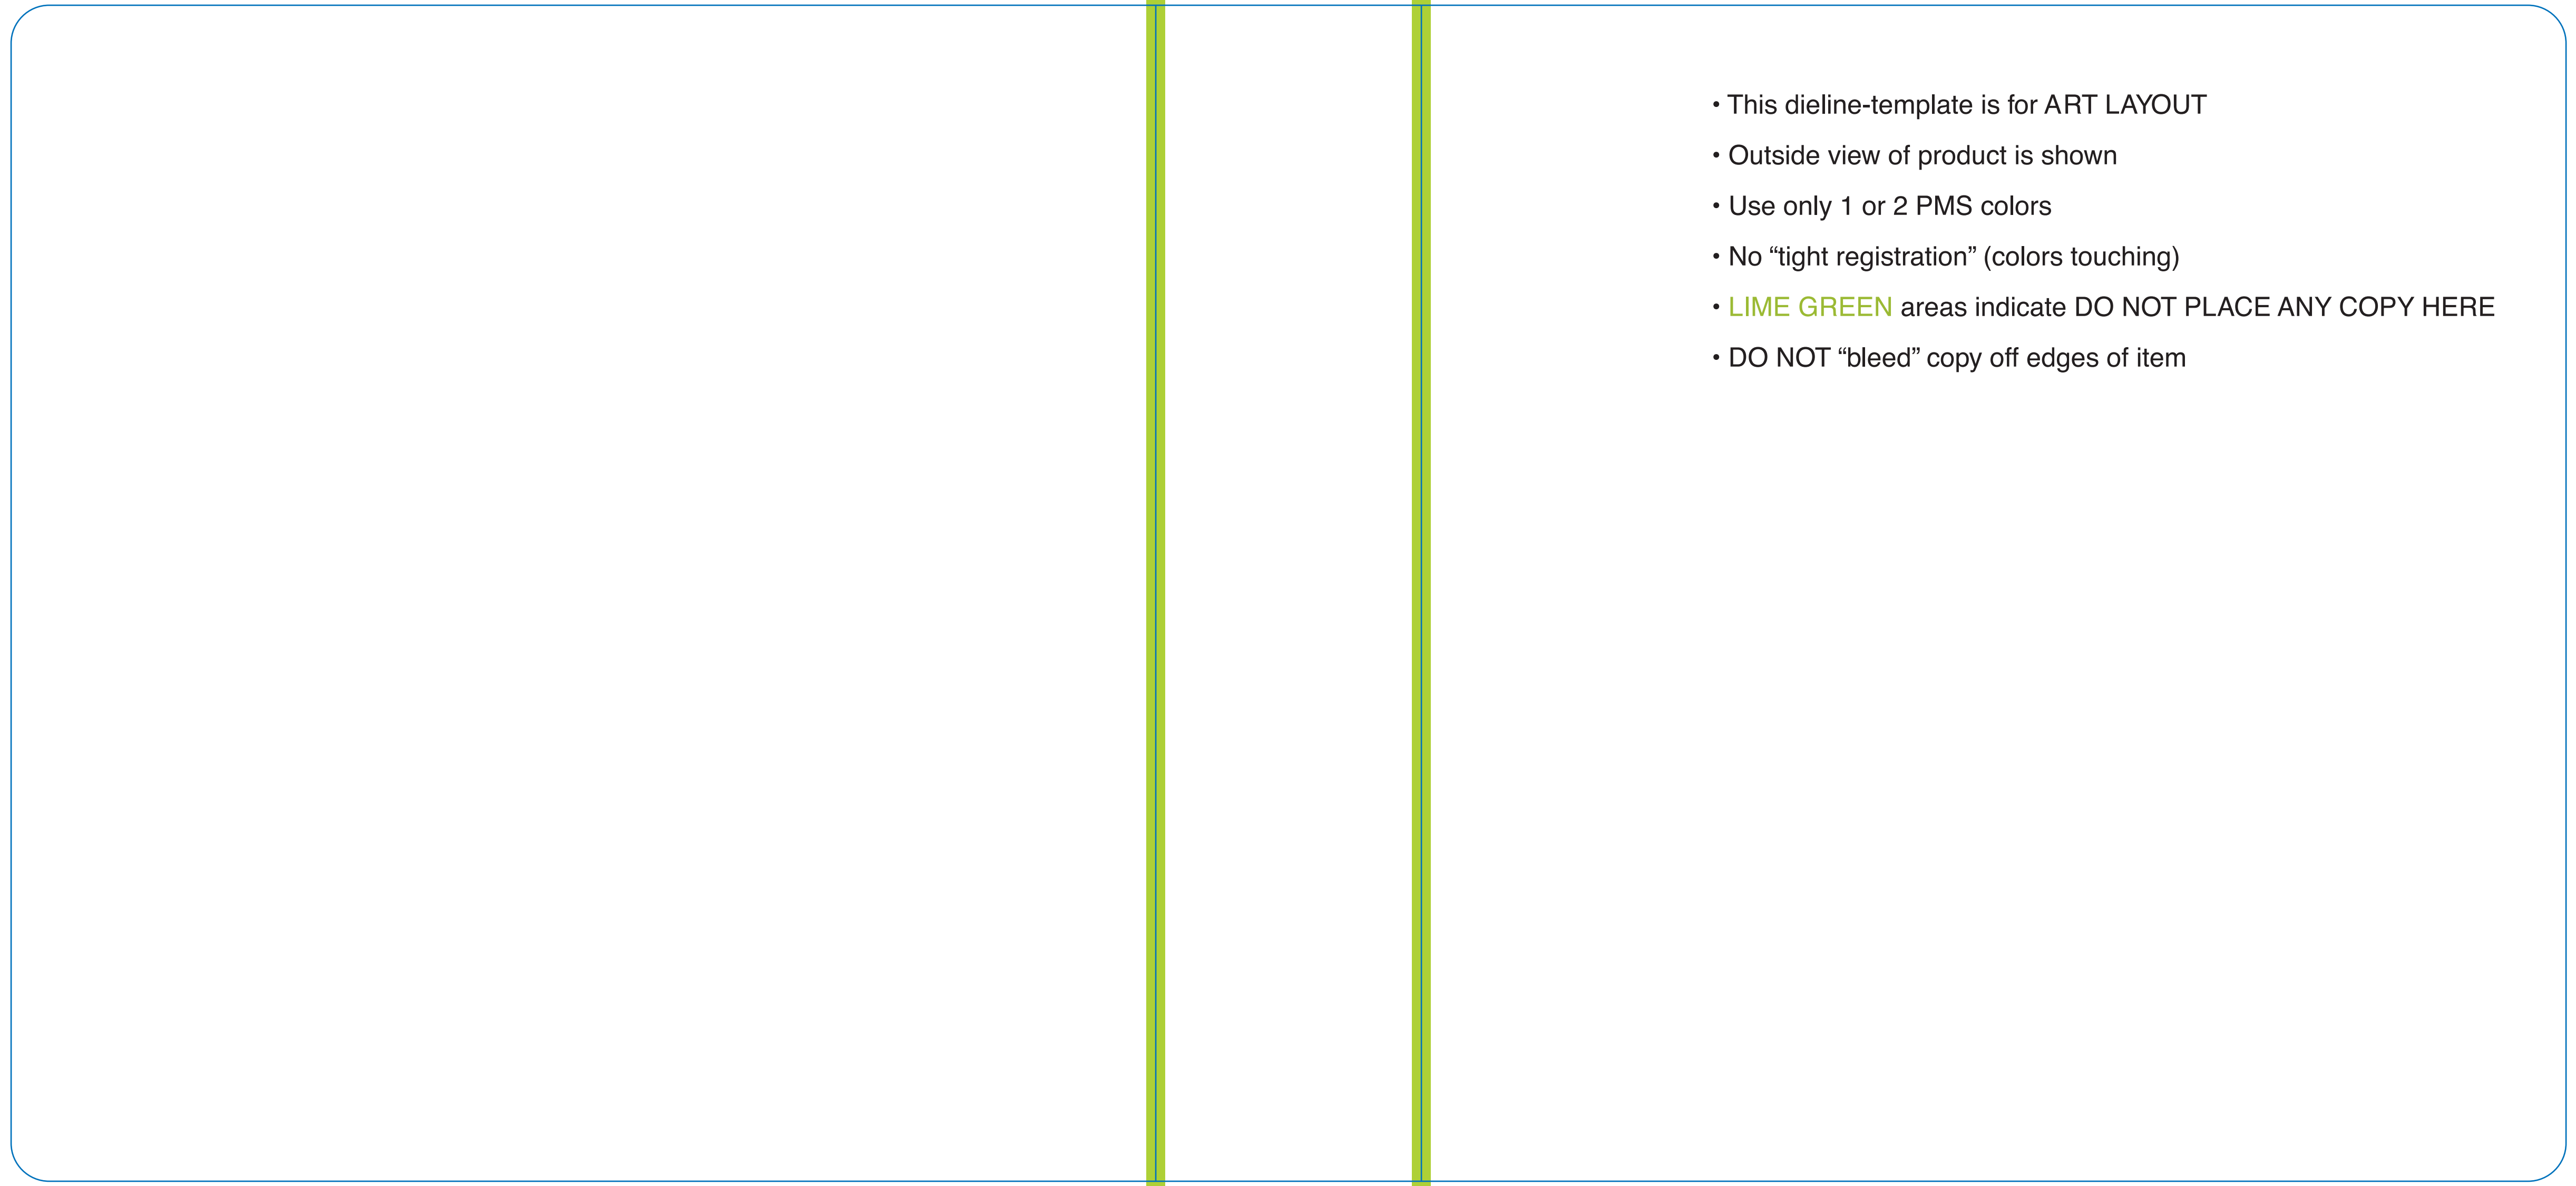 • This dieline-template is for ART LAYOUT
• Outside view of product is shown
• Use only 1 or 2 PMS colors
• No “tight registration” (colors touching)
• LIME GREEN areas indicate DO NOT PLACE ANY COPY HERE
• DO NOT “bleed” copy off edges of item